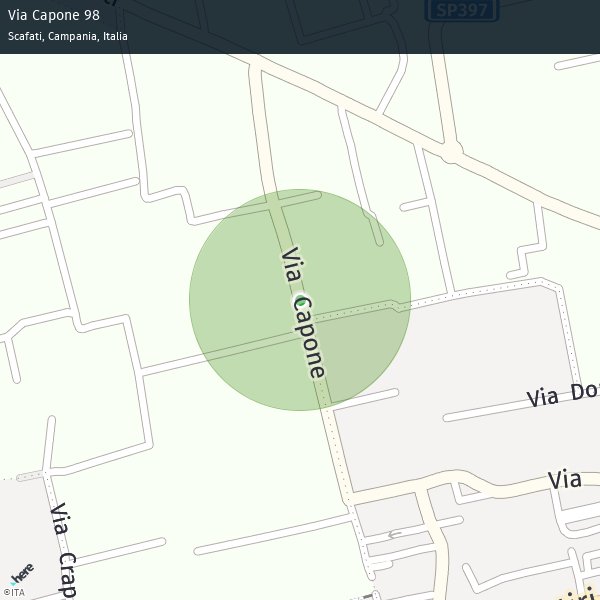 Via Capone 98
Scafati, Campania, Italia
SP397
Via Capone
Via Do
Via
Via Crap
here
©ITA